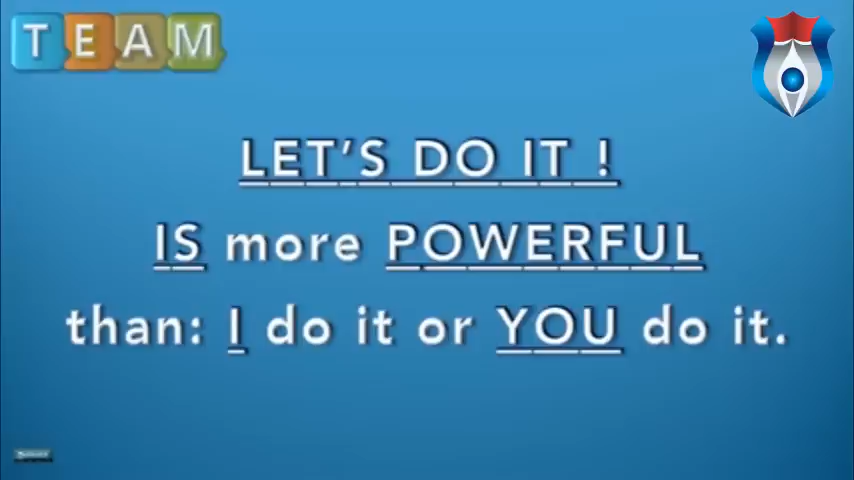 TEAM
LET'S DO IT !
IS more POWERFUL
than: I do it or YOU do it.